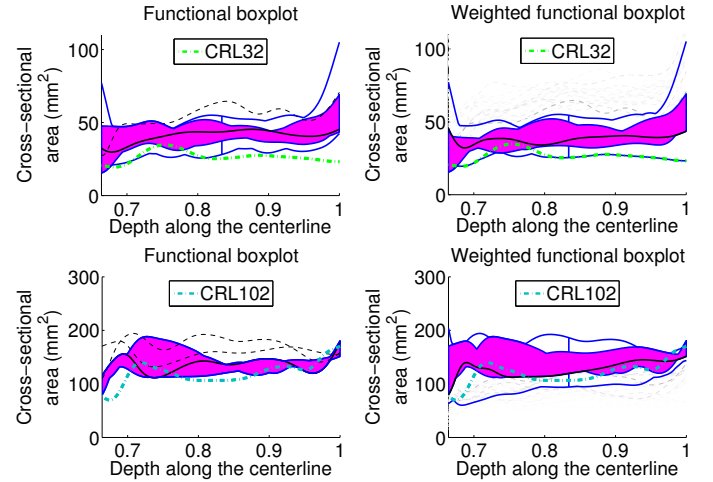 Functional boxplot
Weighted functional boxplot
Cross−sectional
area (mm²)
100
50
0
CRL32
0.7 0.8 0.9 1
Depth along the centerline
Cross−sectional
area (mm²)
100
50
0
CRL32
0.7 0.8 0.9 1
Depth along the centerline
Functional boxplot
Weighted functional boxplot
Cross−sectional
area (mm²)
300
200
100
0
CRL102
0.7 0.8 0.9 1
Depth along the centerline
Cross−sectional
area (mm²)
300
200
100
0
CRL102
0.7 0.8 0.9 1
Depth along the centerline